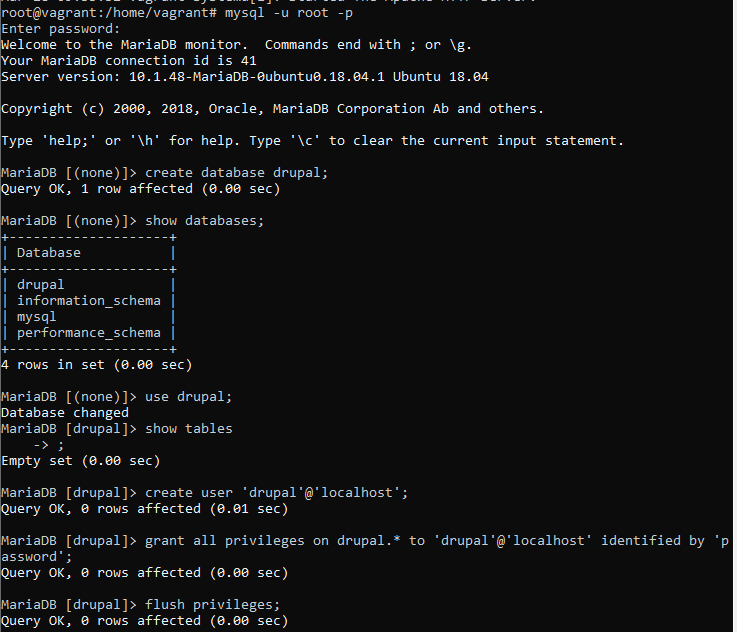 root@vagrant:/home/vagrant# mysql -u root -p
Enter password:
Welcome to the MariaDB monitor.  Commands end with ; or \g.
Your MariaDB connection id is 41
Server version: 10.1.48-MariaDB-0ubuntu0.18.04.1 Ubuntu 18.04
Copyright (c) 2000, 2018, Oracle, MariaDB Corporation Ab and others.
Type 'help;' or '\h' for help. Type '\c' to clear the current input statement.
MariaDB [(none)]> create database drupal;
Query OK, 1 row affected (0.00 sec)
MariaDB [(none)]> show databases;
+--------------------+
| Database           |
+--------------------+
| drupal             |
| information_schema |
| mysql              |
| performance_schema |
+--------------------+
4 rows in set (0.00 sec)
MariaDB [(none)]> use drupal;
Database changed
MariaDB [drupal]> show tables
    -> ;
Empty set (0.00 sec)
MariaDB [drupal]> create user 'drupal'@'localhost';
Query OK, 0 rows affected (0.01 sec)
MariaDB [drupal]> grant all privileges on drupal.* to 'drupal'@'localhost' identified by 'p
assword';
Query OK, 0 rows affected (0.00 sec)
MariaDB [drupal]> flush privileges;
Query OK, 0 rows affected (0.00 sec)